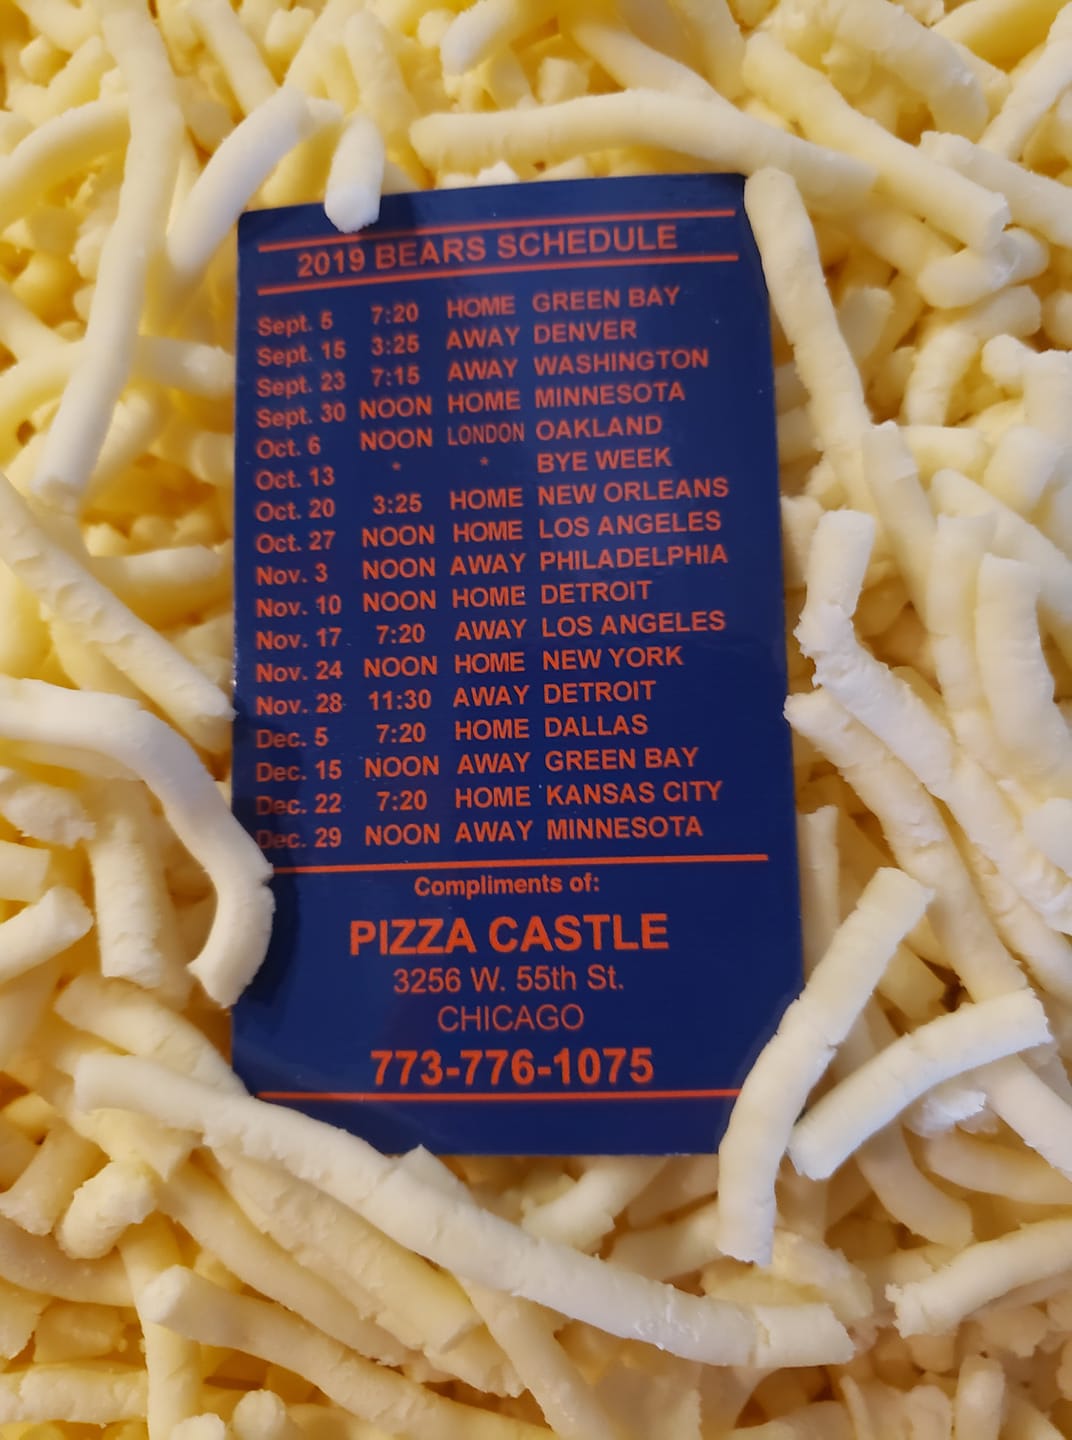 2019 BEARS SCHEDULE
Sept. 5 7:20 HOME GREEN BAY
Sept. 15 3:25 AWAY DENVER
Sept. 23 7:15 AWAY WASHINGTON
Sept. 30 NOON HOME MINNESOTA
Oct. 6 NOON LONDON OAKLAND
Oct. 13 * * BYE WEEK
Oct. 20 3:25 HOME NEW ORLEANS
Oct. 27 NOON HOME LOS ANGELES
Nov. 3 NOON AWAY PHILADELPHIA
Nov. 10 NOON HOME DETROIT
Nov. 17 7:20 AWAY LOS ANGELES
Nov. 24 NOON HOME NEW YORK
Nov. 28 11:30 AWAY DETROIT
Dec. 5 7:20 HOME DALLAS
Dec. 15 NOON AWAY GREEN BAY
Dec. 22 7:20 HOME KANSAS CITY
Dec. 29 NOON AWAY MINNESOTA
Compliments of:
PIZZA CASTLE
3256 W. 55th St.
CHICAGO
773-776-1075